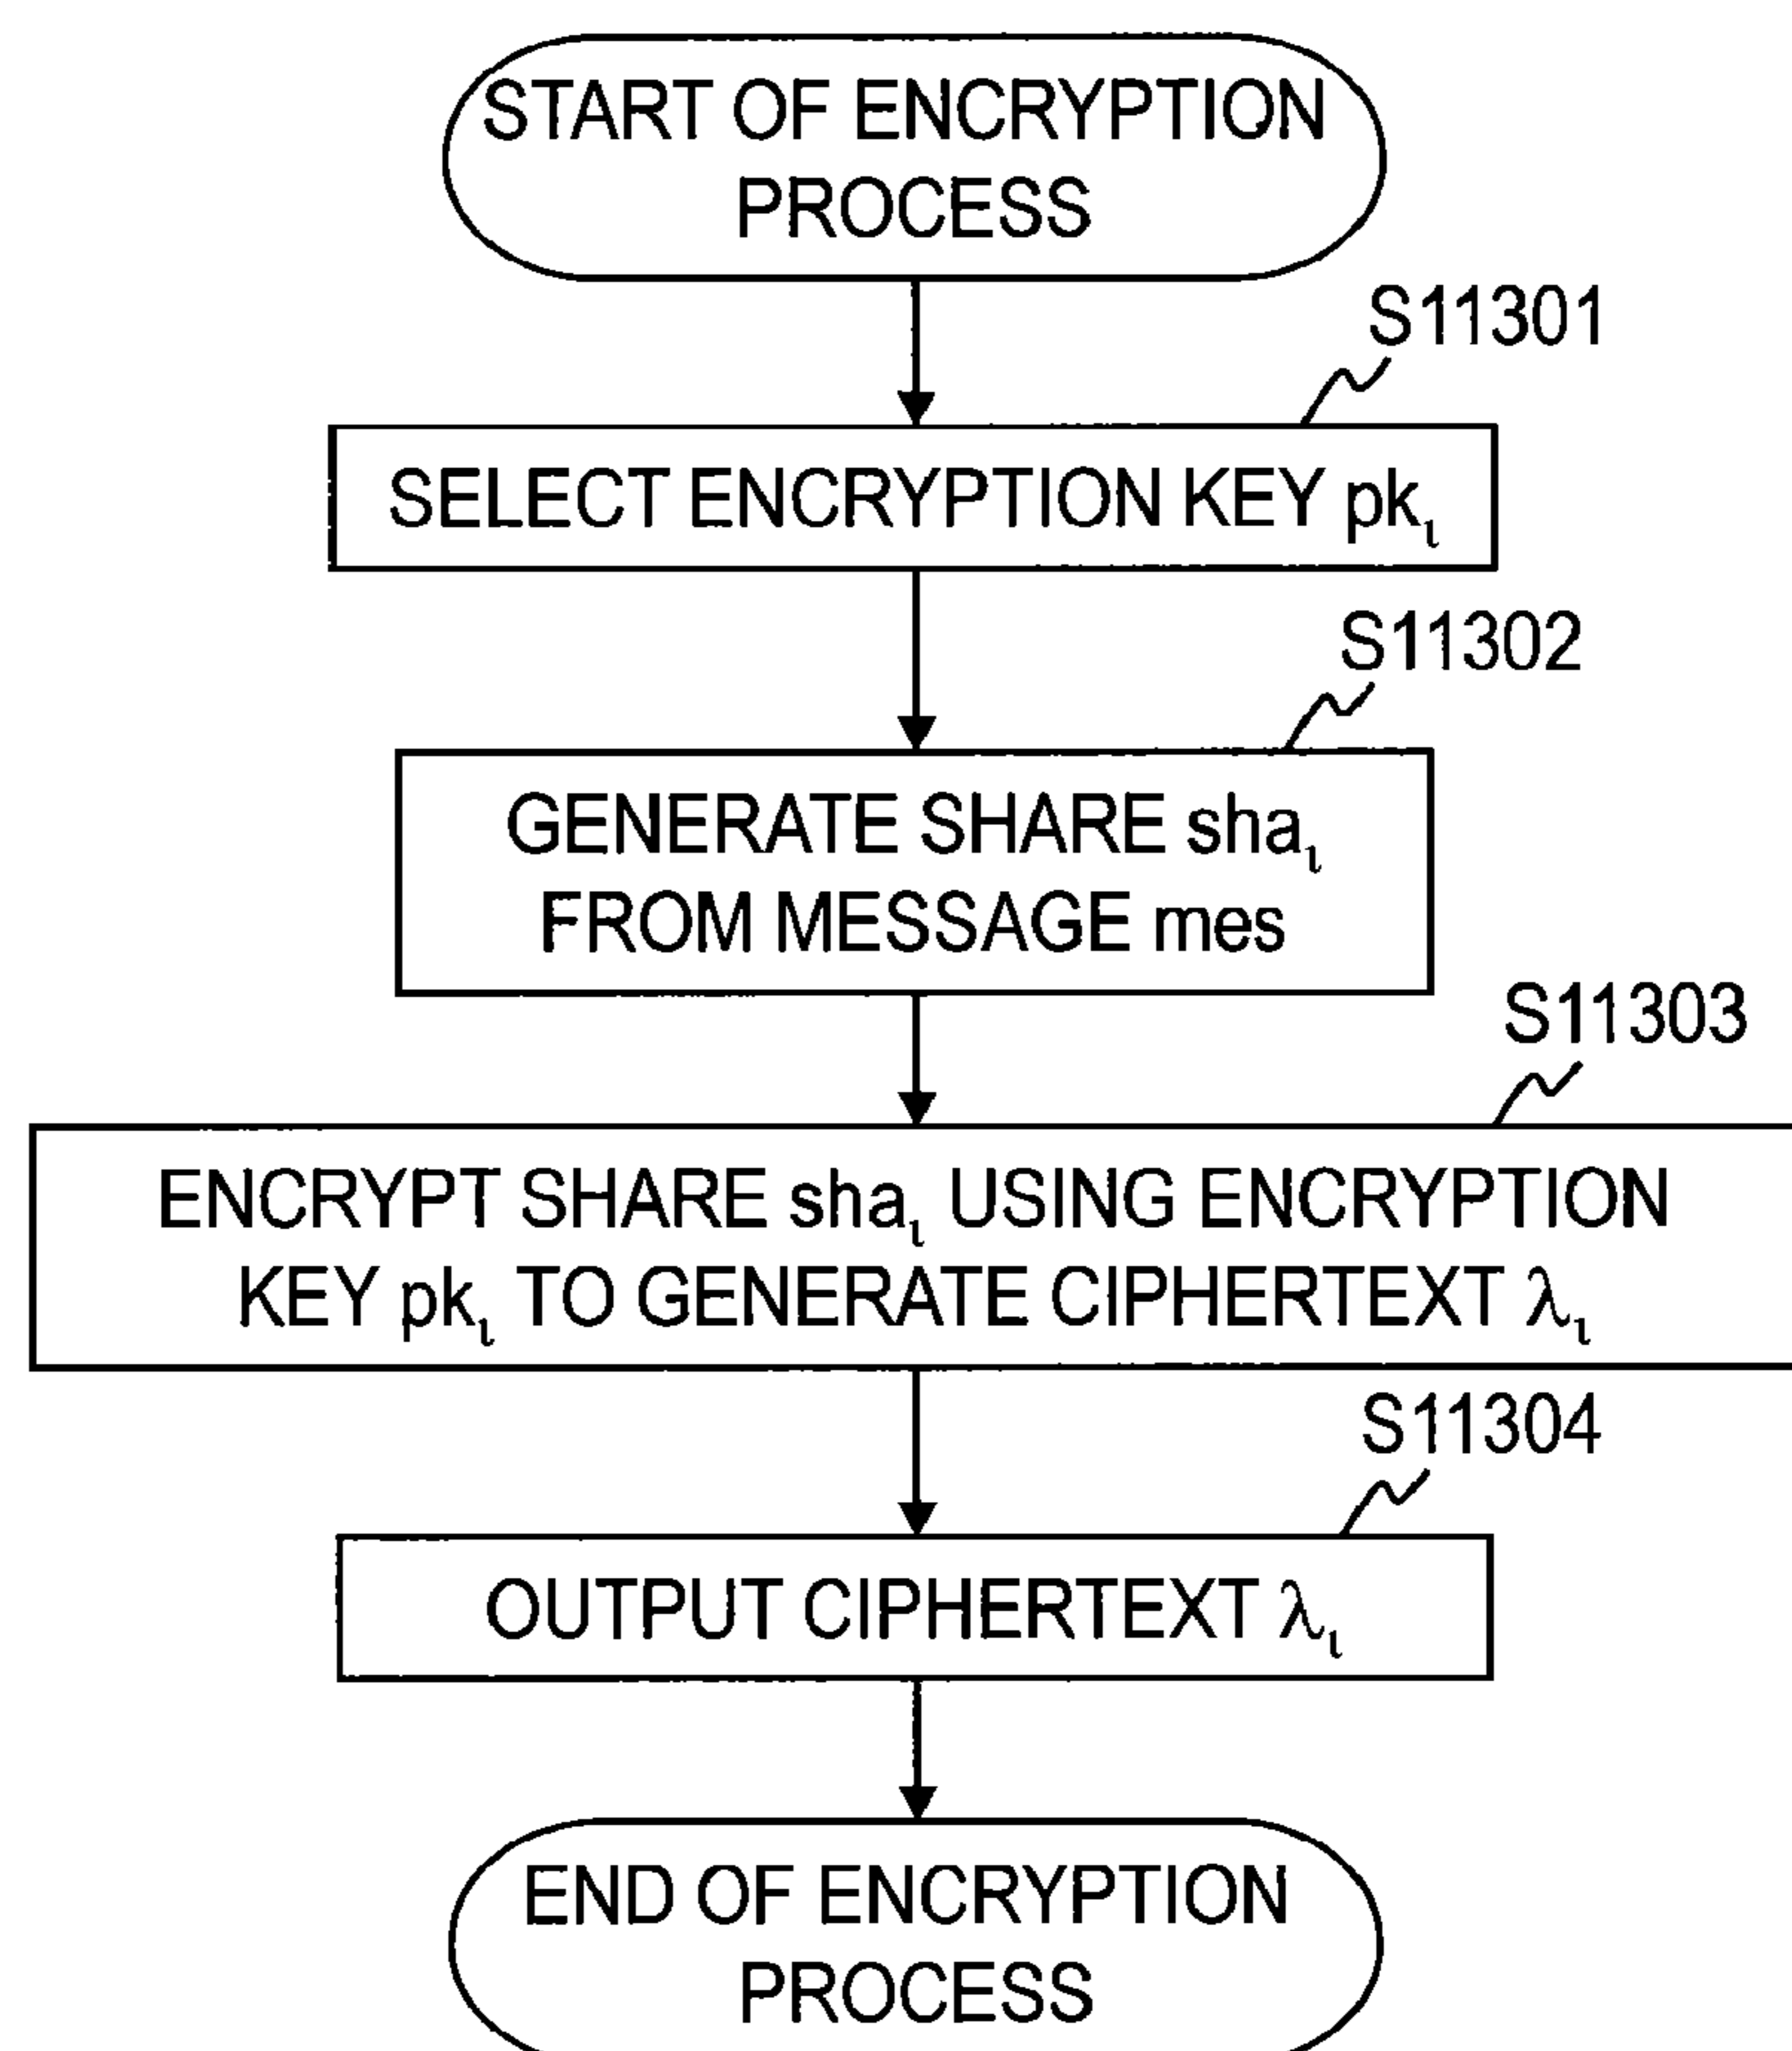 START OF ENCRYPTION
PROCESS
S11301
SELECT ENCRYPTION KEY pkι
S11302
GENERATE SHARE shaι
FROM MESSAGE mes
S11303
ENCRYPT SHARE shaι USING ENCRYPTION
KEY pkι TO GENERATE CIPHERTEXT λι
S11304
OUTPUT CIPHERTEXT λι
END OF ENCRYPTION
PROCESS